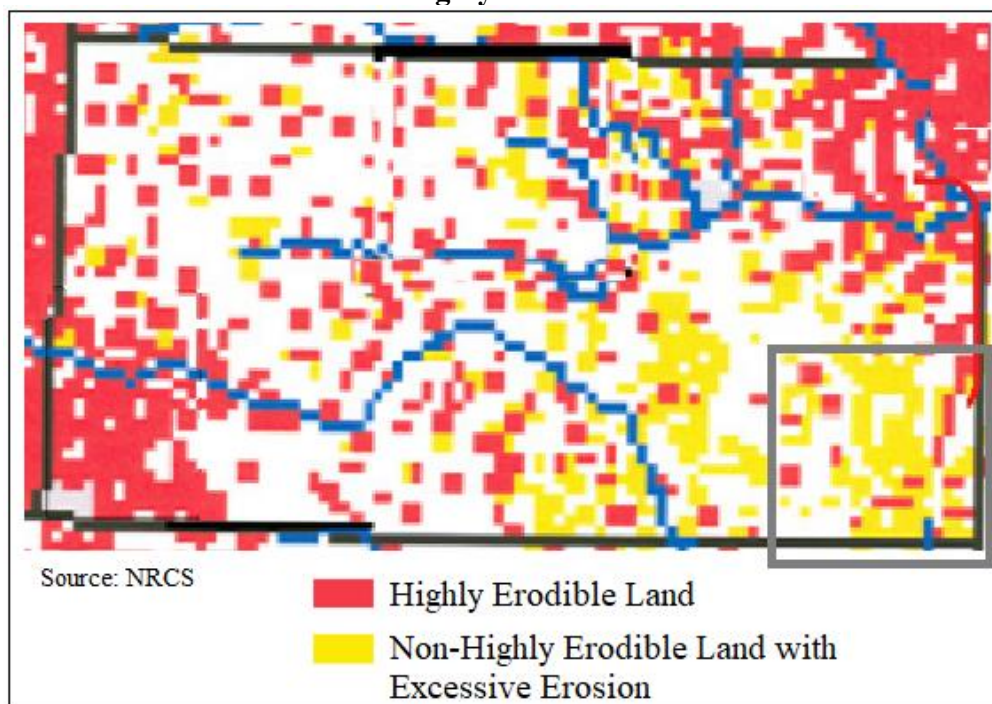 Source: NRCS
Highly Erodible Land
Non-Highly Erodible Land with
Excessive Erosion